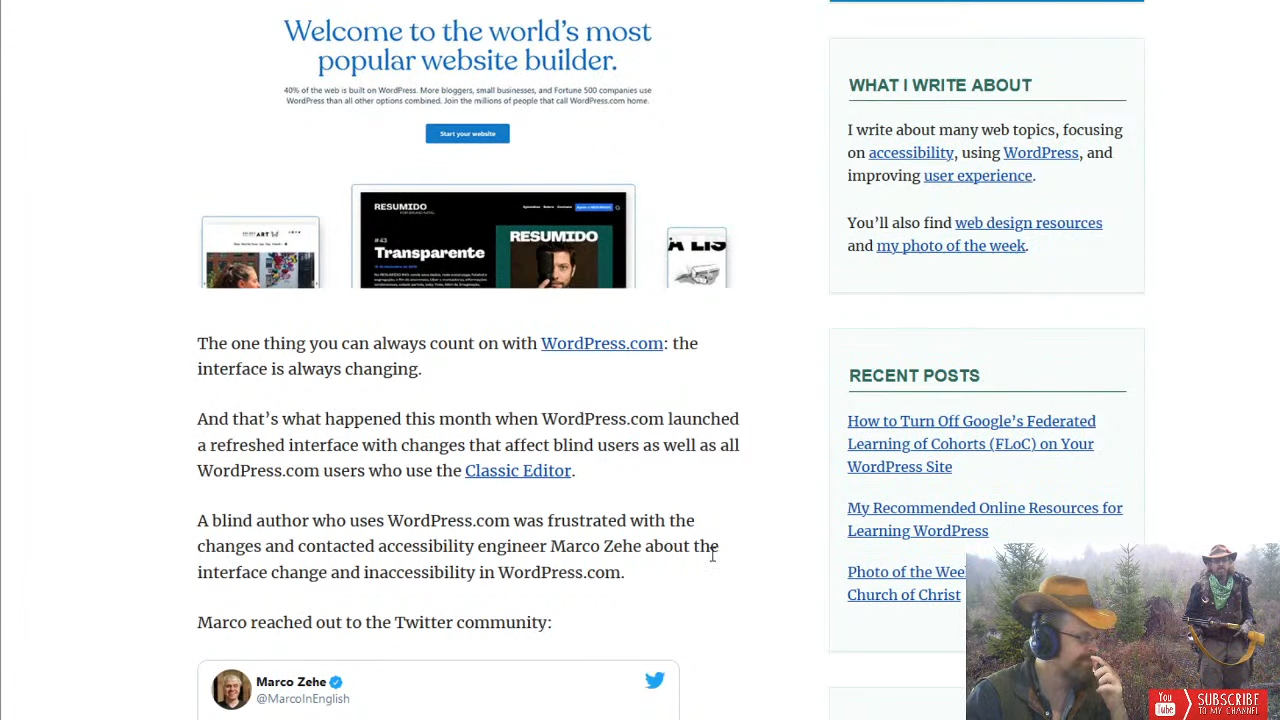 Welcome to the world's most
popular website builder.
40% of the web is built on WordPress. More bloggers, small businesses, and Fortune 500 companies use
WordPress than all other options combined. Join the millions of people that call WordPress.com home.
Start your website
RESUMIDO
ART
#43
Transparente
RESUMIDO
A LIS
The one thing you can always count on with WordPress.com: the
interface is always changing.
And that's what happened this month when WordPress.com launched
a refreshed interface with changes that affect blind users as well as all
WordPress.com users who use the Classic Editor.
A blind author who uses WordPress.com was frustrated with the
changes and contacted accessibility engineer Marco Zehe about the
interface change and inaccessibility in WordPress.com.
Marco reached out to the Twitter community:
Marco Zehe
@MarcoInEnglish
WHAT I WRITE ABOUT
I write about many web topics, focusing
on accessibility, using WordPress, and
improving user experience.
You'll also find web design resources
and my photo of the week.
RECENT POSTS
How to Turn Off Google's Federated
Learning of Cohorts (FLoC) on Your
WordPress Site
My Recommended Online Resources for
Learning WordPress
Photo of the Wee
Church of Christ
You
Tube
SUBSCRIBE
TO MY CHANNEL